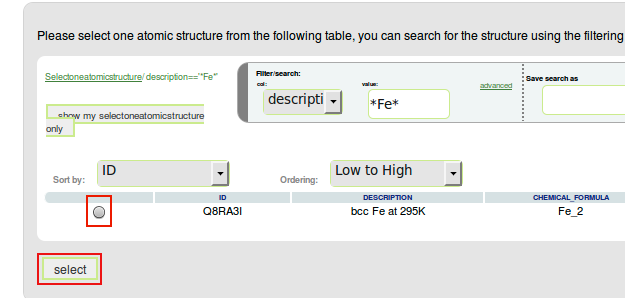 Please select one atomic structure from the following table, you can search for the structure using the filtering
Selectoneatomicstructure/ description=='*Fe*'
Filter/search:
col:
value:
descripti
*Fe*
advanced
Save search as
show my selectoneatomicstructure
only
Sort by:
ID
Ordering:
Low to High
ID
DESCRIPTION
CHEMICAL_FORMULA
Q8RA3I
bcc Fe at 295K
Fe_2
select